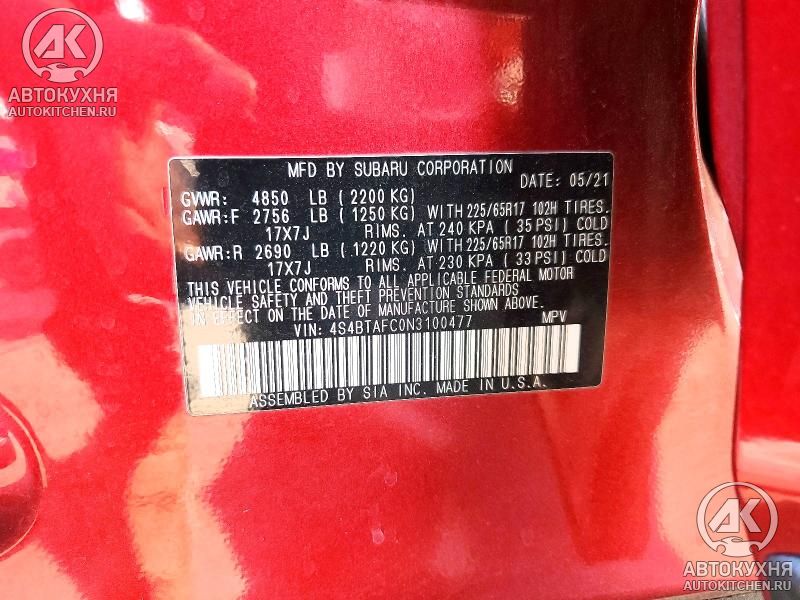 AK
АВТОКУХНЯ
AUTOKITCHEN.RU
MFD BY SUBARU CORPORATION
DATE: 05/21
GVWR: 4850 LB ( 2200 KG)
GAWR:F 2756 LB ( 1250 KG) WITH 225/65R17 102H TIRES.
17X7J RIMS. AT 240 KPA ( 35 PSI) COLD
GAWR:R 2690 LB ( 1220 KG) WITH 225/65R17 102H TIRES.
17X7J RIMS. AT 230 KPA ( 33 PSI) COLD
THIS VEHICLE CONFORMS TO ALL APPLICABLE FEDERAL MOTOR
VEHICLE SAFETY AND THEFT PREVENTION STANDARDS
IN EFFECT ON THE DATE OF MANUFACTURE SHOWN ABOVE.
VIN: 4S4BTAFC0N3100477 MPV
ASSEMBLED BY SIA INC. MADE IN U.S.A.
AK
АВТОКУХНЯ
AUTOKITCHEN.RU